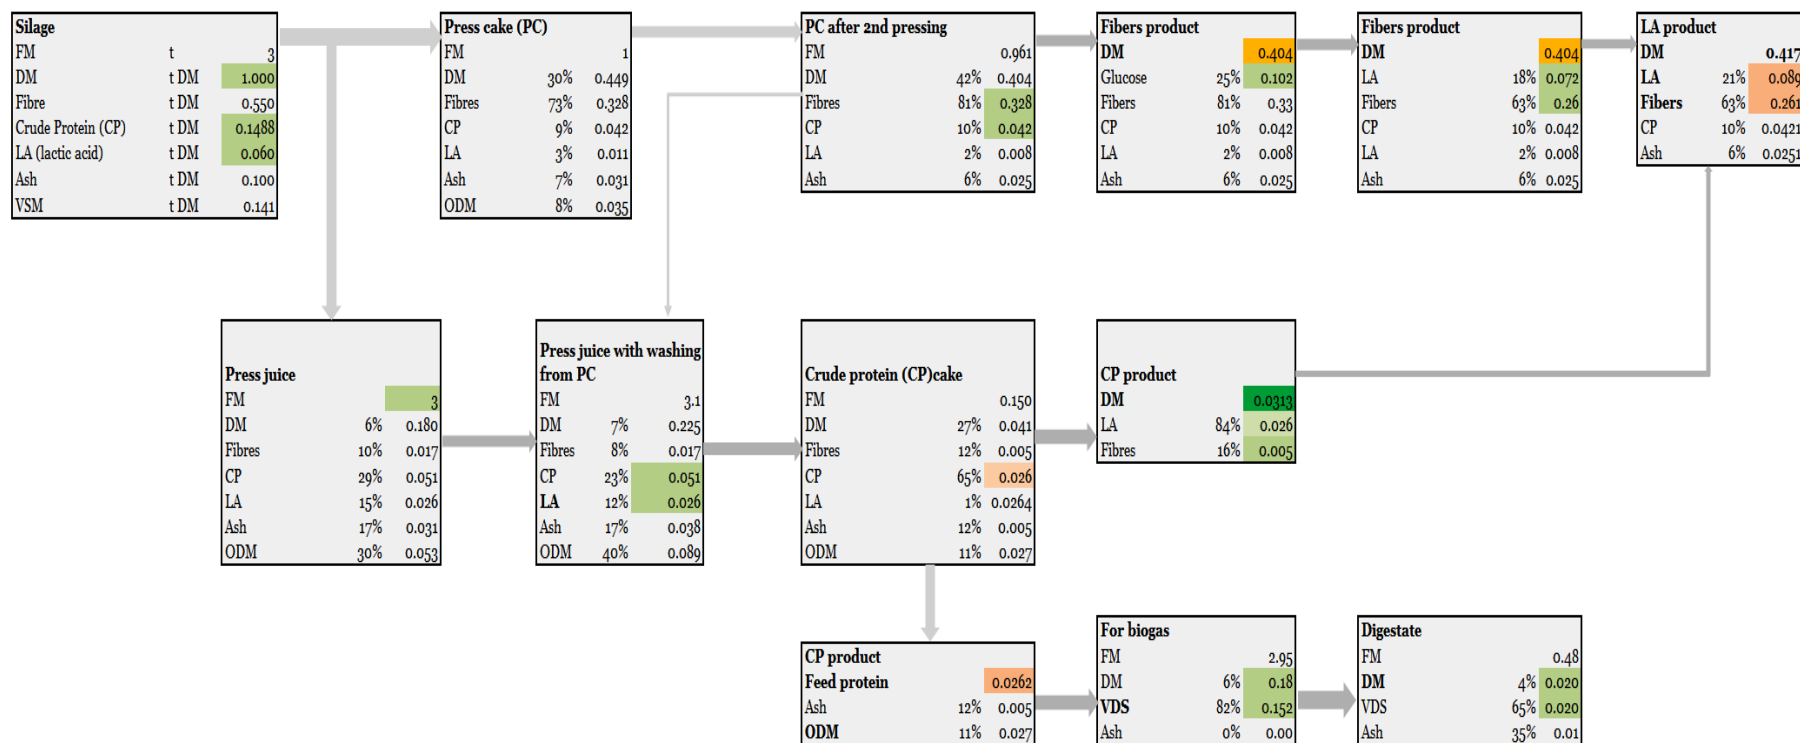 Silage
FM t 3
DM t DM 1.000
Fibre t DM 0.550
Crude Protein (CP) t DM 0.1488
LA (lactic acid) t DM 0.060
Ash t DM 0.100
VSM t DM 0.141
Press cake (PC)
FM 1
DM 30% 0.449
Fibres 73% 0.328
CP 9% 0.042
LA 3% 0.011
Ash 7% 0.031
ODM 8% 0.035
PC after 2nd pressing
FM 0.961
DM 42% 0.404
Fibres 81% 0.328
CP 10% 0.042
LA 2% 0.008
Ash 6% 0.025
Fibers product
DM 0.404
Glucose 25% 0.102
Fibers 81% 0.33
CP 10% 0.042
LA 2% 0.008
Ash 6% 0.025
Fibers product
DM 0.404
LA 18% 0.072
Fibers 63% 0.26
CP 10% 0.042
LA 2% 0.008
Ash 6% 0.025
LA product
DM 0.417
LA 21% 0.089
Fibers 63% 0.261
CP 10% 0.0421
Ash 6% 0.0251
Press juice
FM 3
DM 6% 0.180
Fibres 10% 0.017
CP 29% 0.051
LA 15% 0.026
Ash 17% 0.031
ODM 30% 0.053
Press juice with washing
from PC
FM 3.1
DM 7% 0.225
Fibres 8% 0.017
CP 23% 0.051
LA 12% 0.026
Ash 17% 0.038
ODM 40% 0.089
Crude protein (CP)cake
FM 0.150
DM 27% 0.041
Fibres 12% 0.005
CP 65% 0.026
LA 1% 0.0264
Ash 12% 0.005
ODM 11% 0.027
CP product
DM 0.0313
LA 84% 0.026
Fibres 16% 0.005
CP product
Feed protein 0.0262
Ash 12% 0.005
ODM 11% 0.027
For biogas
FM 2.95
DM 6% 0.18
VDS 82% 0.152
Ash 0% 0.00
Digestate
FM 0.48
DM 4% 0.020
VDS 65% 0.020
Ash 35% 0.01